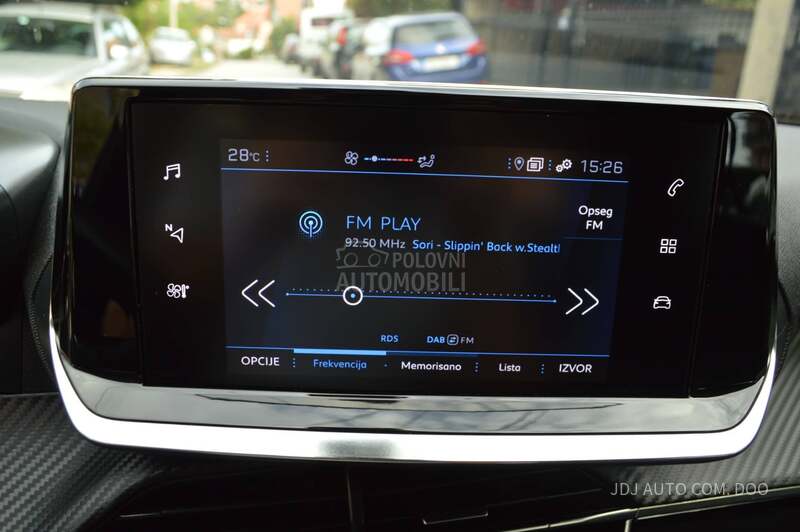 28°C
15:26
FM PLAY
92.50 MHz Sori - Slippin' Back w.Stealtl
Opseg
FM
N
POLOVNI
AUTOMOBILI
RDS DAB FM
OPCIJE Frekvencija Memorisano Lista IZVOR
JDJ AUTO COM. DOO